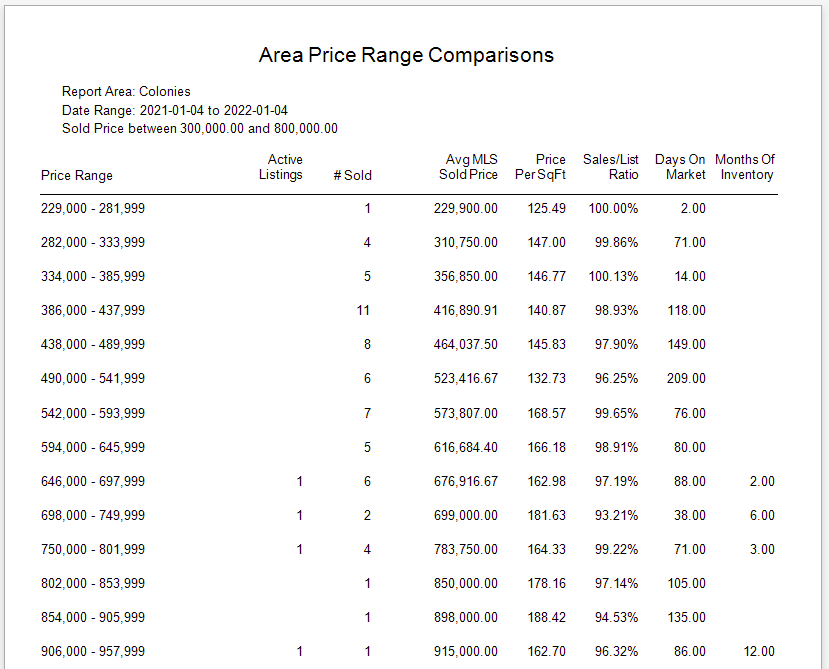 Area Price Range Comparisons
Report Area: Colonies
Date Range: 2021-01-04 to 2022-01-04
Sold Price between 300,000.00 and 800,000.00
Price Range Active Listings # Sold Avg MLS Sold Price Price Per SqFt Sales/List Ratio Days On Market Months Of Inventory
229,000 - 281,999 1 229,900.00 125.49 100.00% 2.00
282,000 - 333,999 4 310,750.00 147.00 99.86% 71.00
334,000 - 385,999 5 356,850.00 146.77 100.13% 14.00
386,000 - 437,999 11 416,890.91 140.87 98.93% 118.00
438,000 - 489,999 8 464,037.50 145.83 97.90% 149.00
490,000 - 541,999 6 523,416.67 132.73 96.25% 209.00
542,000 - 593,999 7 573,807.00 168.57 99.65% 76.00
594,000 - 645,999 5 616,684.40 166.18 98.91% 80.00
646,000 - 697,999 1 6 676,916.67 162.98 97.19% 88.00 2.00
698,000 - 749,999 1 2 699,000.00 181.63 93.21% 38.00 6.00
750,000 - 801,999 1 4 783,750.00 164.33 99.22% 71.00 3.00
802,000 - 853,999 1 850,000.00 178.16 97.14% 105.00
854,000 - 905,999 1 898,000.00 188.42 94.53% 135.00
906,000 - 957,999 1 1 915,000.00 162.70 96.32% 86.00 12.00